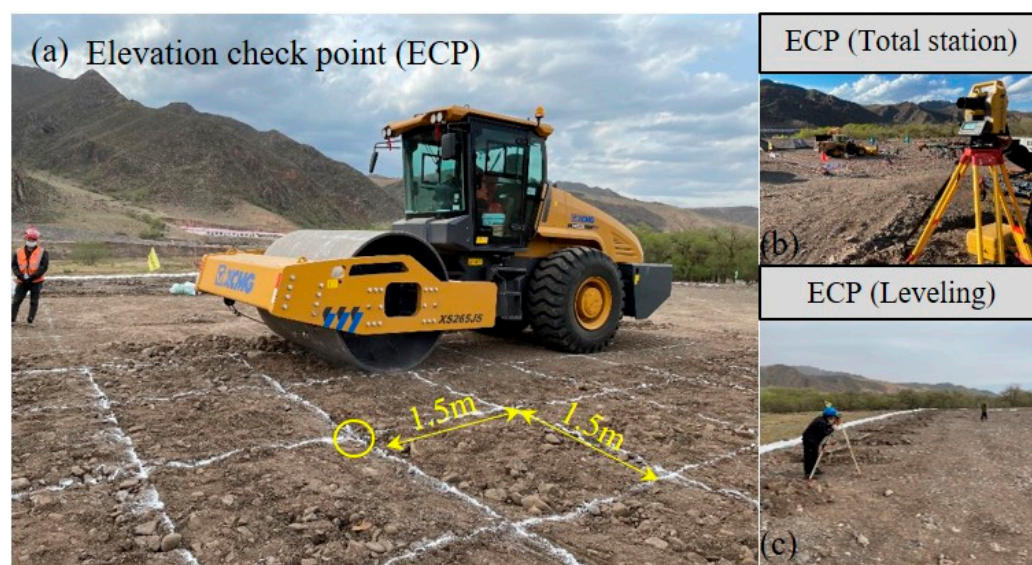 (a) Elevation check point (ECP)
XCMG
XCMG
XS265JS
1.5m
1.5m
ECP (Total station)
(b)
ECP (Leveling)
(c)